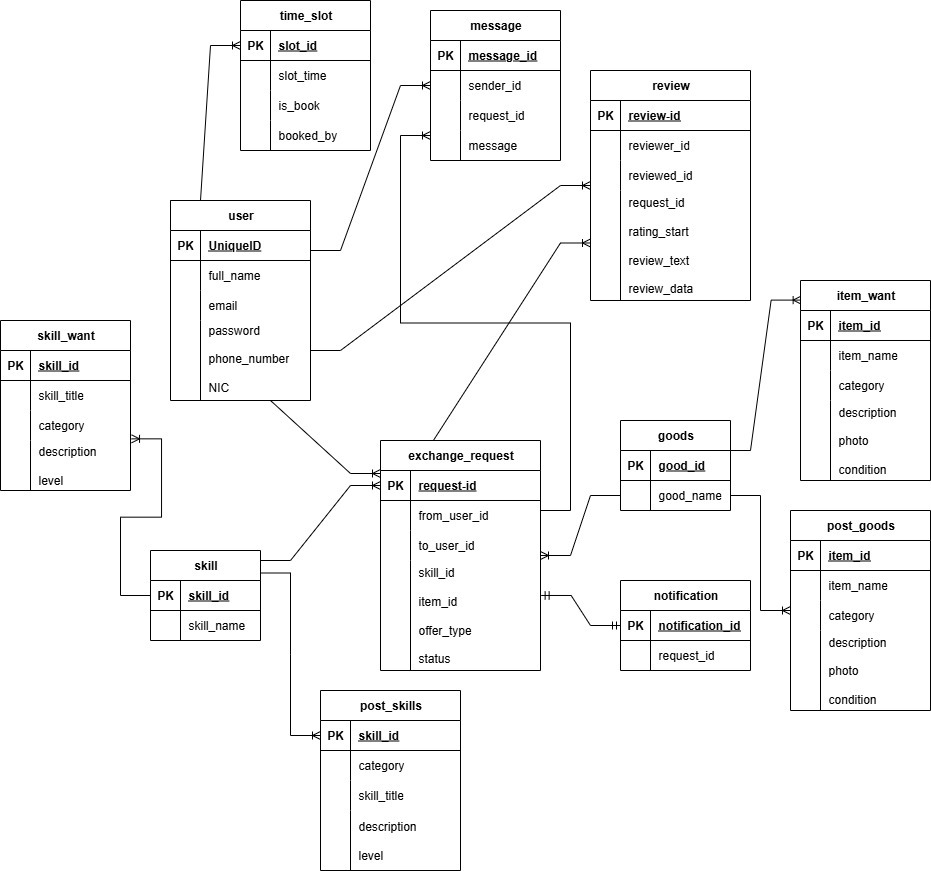 time_slot
PK slot_id
slot_time
is_book
booked_by
message
PK message_id
sender_id
request_id
message
review
PK review-id
reviewer_id
reviewed_id
request_id
rating_start
review_text
review_data
user
PK UniqueID
full_name
email
password
phone_number
NIC
item_want
PK item_id
item_name
category
description
photo
condition
skill_want
PK skill_id
skill_title
category
description
level
exchange_request
PK request-id
from_user_id
to_user_id
skill_id
item_id
offer_type
status
goods
PK good_id
good_name
post_goods
PK item_id
item_name
category
description
photo
condition
skill
PK skill_id
skill_name
notification
PK notification_id
request_id
post_skills
PK skill_id
category
skill_title
description
level